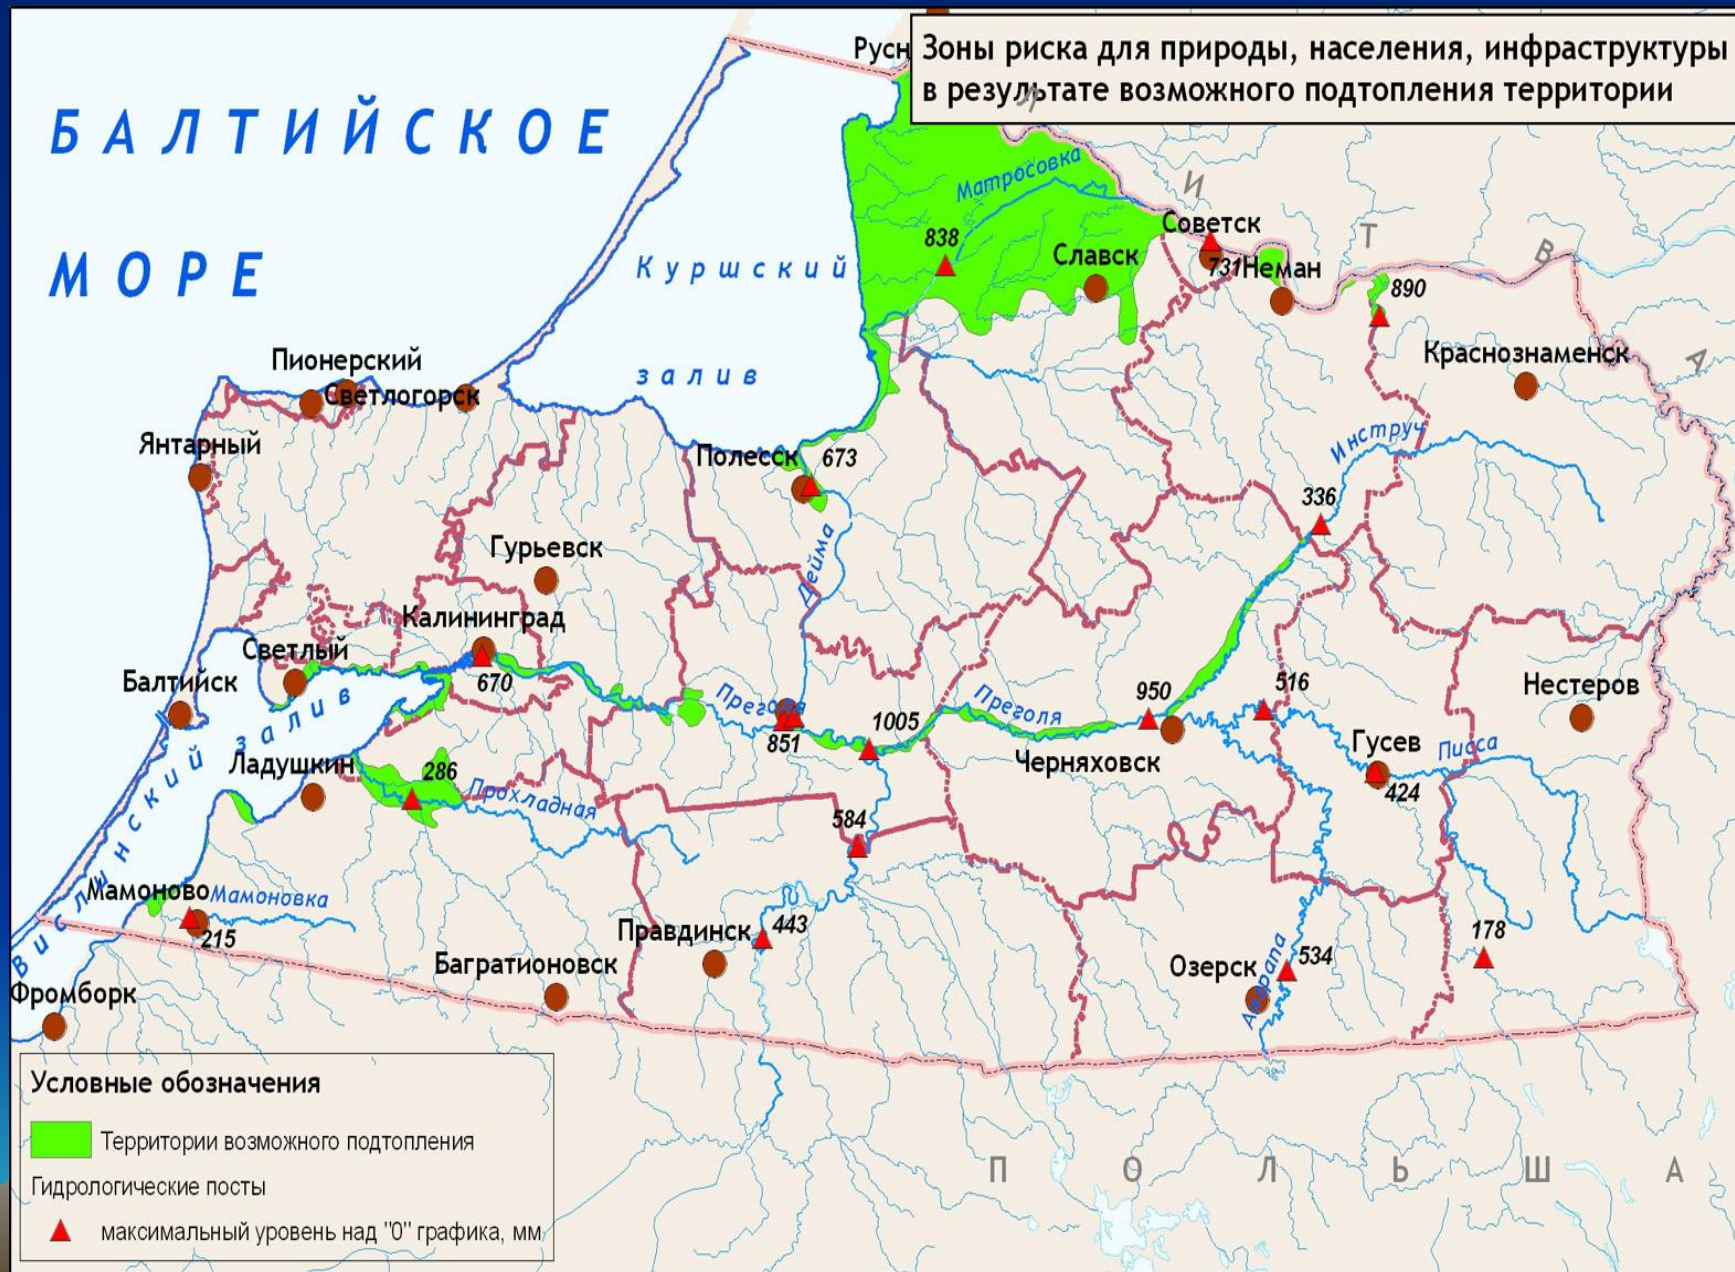 Зоны риска для природы, населения, инфраструктуры
в результате возможного подтопления территории
Русн
БАЛТИЙСКОЕ
МОРЕ
Куршский
залив
Матросовка
838
Славск
Советск
731
Неман
890
Краснознаменск
ЛИТВА
Пионерский
Светлогорск
Янтарный
Полесск
673
Инструч
336
Гурьевск
Дейма
Калининград
670
Светлый
Балтийск
Вислинский залив
Преголя
851
1005
Преголя
950
516
Нестеров
Черняховск
Гусев
424
Писса
Ладушкин
286
Прохладная
584
Мамоново
Мамоновка
215
Правдинск
443
Багратионовск
Озерск
Анграпа
534
178
Фромборк
ПОЛЬША
Условные обозначения
Территории возможного подтопления
Гидрологические посты
максимальный уровень над "0" графика, мм